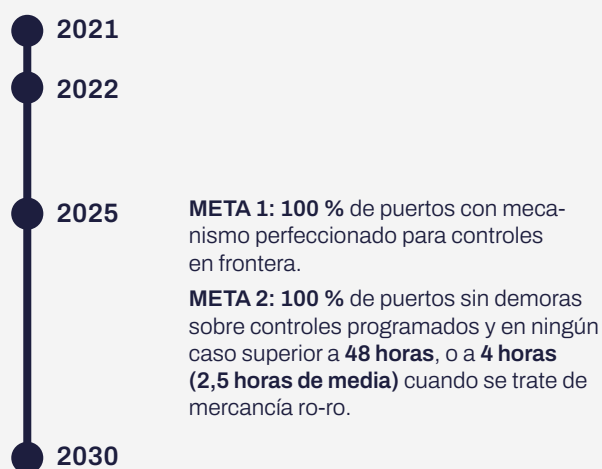 2021
2022
2025
META 1: 100 % de puertos con meca-
nismo perfeccionado para controles
en frontera.
META 2: 100 % de puertos sin demoras
sobre controles programados y en ningún
caso superior a 48 horas, o a 4 horas
(2,5 horas de media) cuando se trate de
mercancía ro-ro.
2030